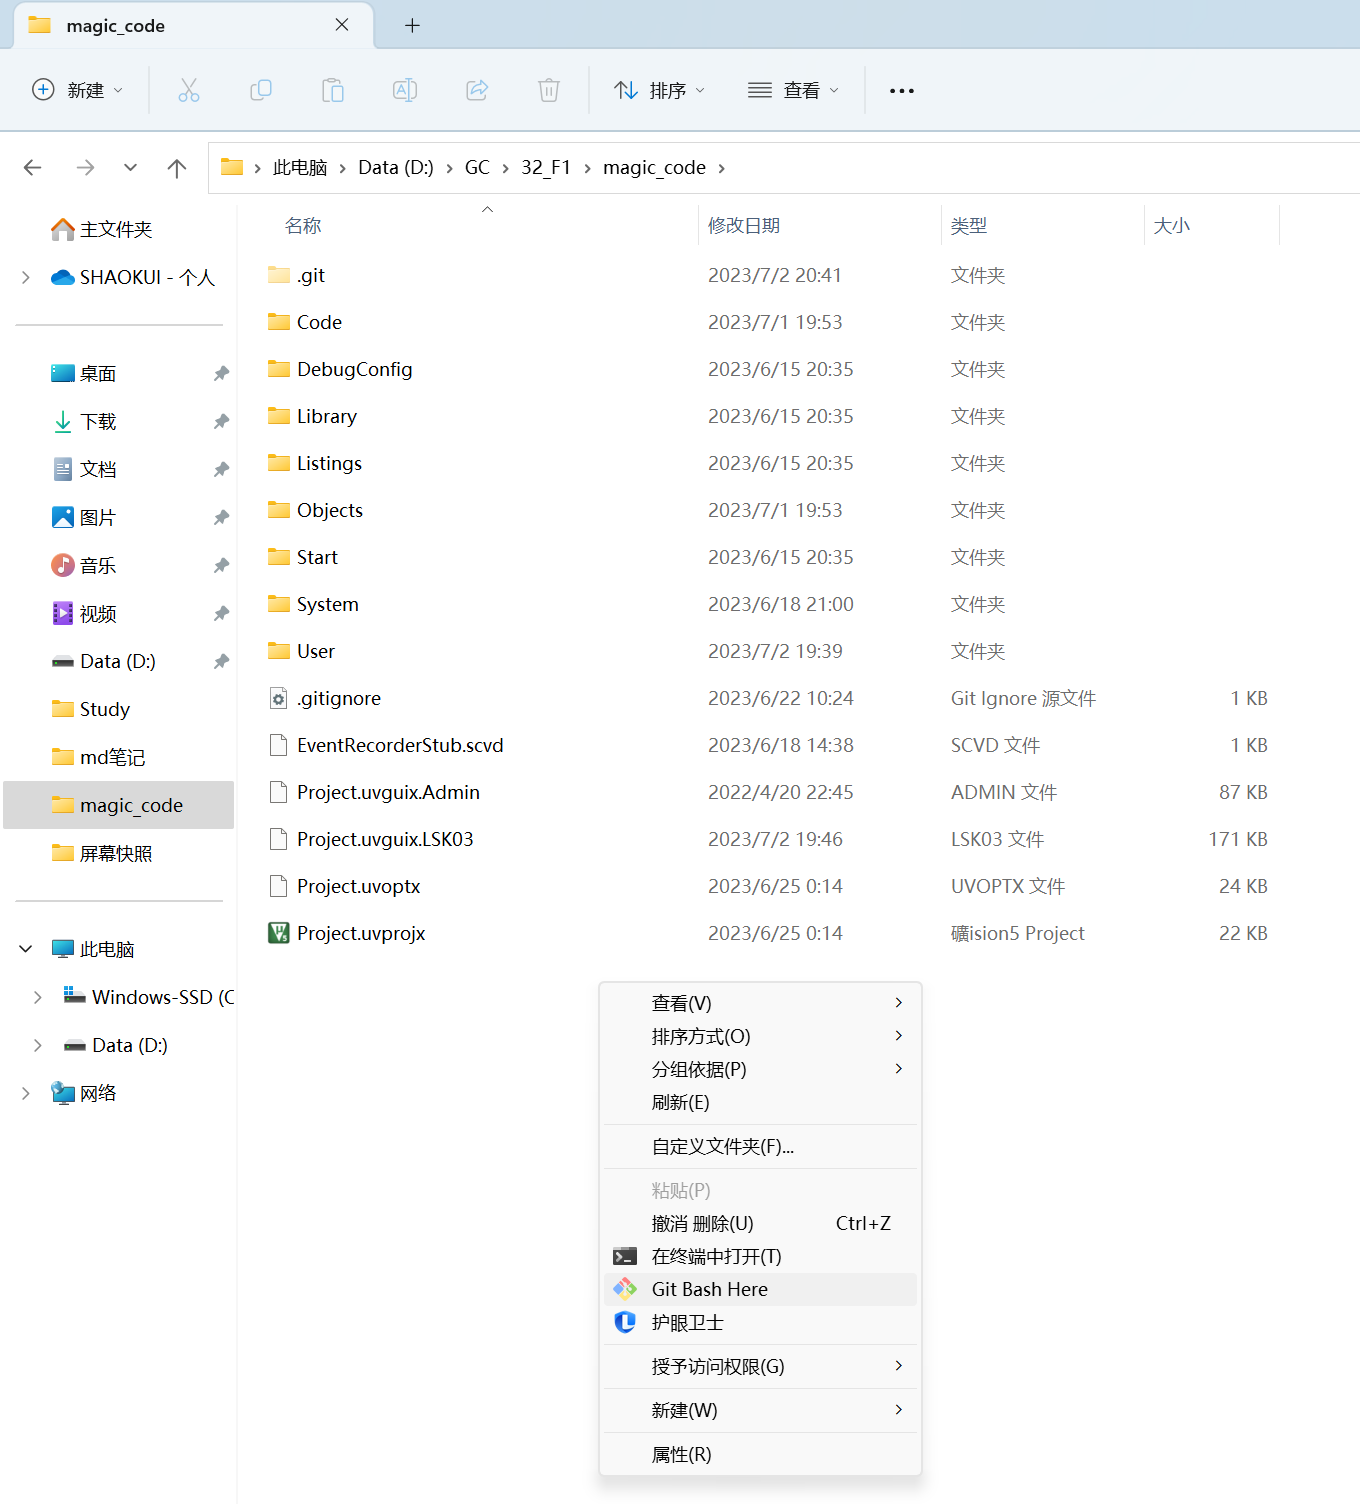 magic_code
新建
排序
查看
此电脑 > Data (D:) > GC > 32_F1 > magic_code >
名称 修改日期 类型 大小
主文件夹
SHAOKUI - 个人
桌面
下载
文档
图片
音乐
视频
Data (D:)
Study
md笔记
magic_code
屏幕快照
此电脑
Windows-SSD (C
Data (D:)
网络
.git 2023/7/2 20:41 文件夹
Code 2023/7/1 19:53 文件夹
DebugConfig 2023/6/15 20:35 文件夹
Library 2023/6/15 20:35 文件夹
Listings 2023/6/15 20:35 文件夹
Objects 2023/7/1 19:53 文件夹
Start 2023/6/15 20:35 文件夹
System 2023/6/18 21:00 文件夹
User 2023/7/2 19:39 文件夹
.gitignore 2023/6/22 10:24 Git Ignore 源文件 1 KB
EventRecorderStub.scvd 2023/6/18 14:38 SCVD 文件 1 KB
Project.uvguix.Admin 2022/4/20 22:45 ADMIN 文件 87 KB
Project.uvguix.LSK03 2023/7/2 19:46 LSK03 文件 171 KB
Project.uvoptx 2023/6/25 0:14 UVOPTX 文件 24 KB
Project.uvprojx 2023/6/25 0:14 礦ision5 Project 22 KB
查看(V)
排序方式(O)
分组依据(P)
刷新(E)
自定义文件夹(F)...
粘贴(P)
撤消 删除(U) Ctrl+Z
在终端中打开(T)
Git Bash Here
护眼卫士
授予访问权限(G)
新建(W)
属性(R)